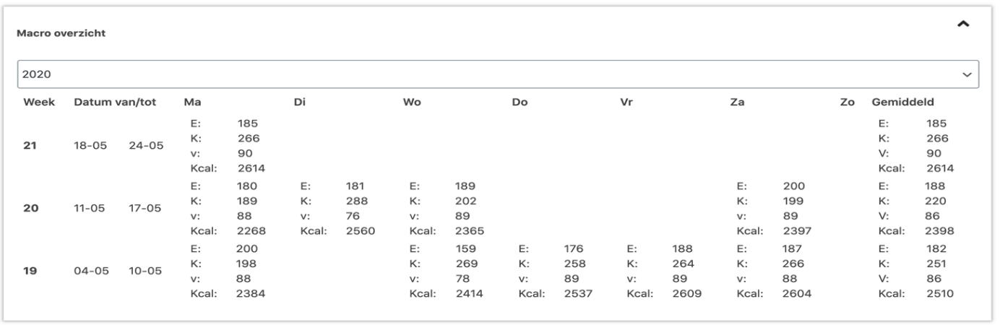 Macro overzicht
2020
Week Datum van/tot Ma Di Wo Do Vr Za Zo Gemiddeld
E: 185 E: 185
K: 266 K: 266
21 18-05 24-05
v: 90 V: 90
Kcal: 2614 Kcal: 2614
E: 180 E: 181 E: 189 E: 200 E: 188
K: 189 K: 288 K: 202 K: 199 K: 220
20 11-05 17-05
v: 88 v: 76 v: 89 v: 89 V: 86
Kcal: 2268 Kcal: 2560 Kcal: 2365 Kcal: 2397 Kcal: 2398
E: 200 E: 159 E: 176 E: 188 E: 187 E: 182
K: 198 K: 269 K: 258 K: 264 K: 266 K: 251
19 04-05 10-05
v: 88 v: 78 v: 89 v: 89 v: 88 V: 86
Kcal: 2384 Kcal: 2414 Kcal: 2537 Kcal: 2609 Kcal: 2604 Kcal: 2510